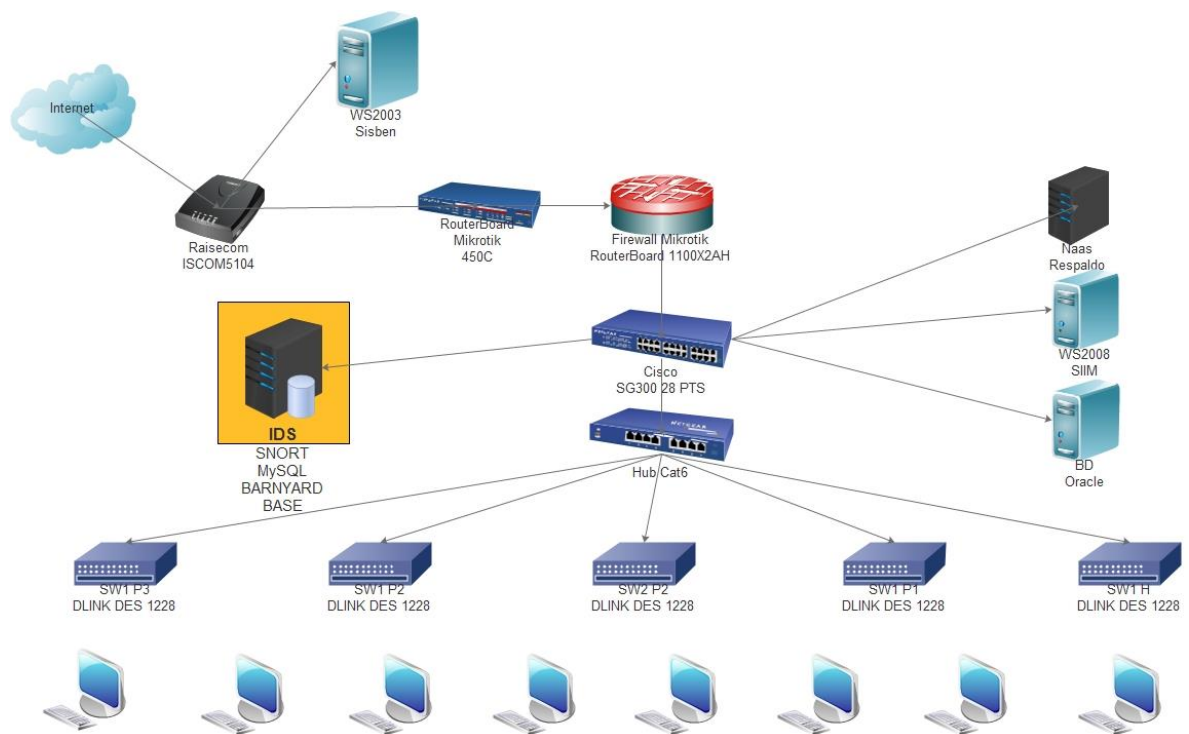 Internet
WS2003
Sisben
Raisecom
ISCOM5104
RouterBoard
Mikrotik
450C
Firewall Mikrotik
RouterBoard 1100X2AH
Naas
Respaldo
WS2008
SIIM
BD
Oracle
Cisco
SG300 28 PTS
NETGEAR
Hub Cat6
IDS
SNORT
MySQL
BARNYARD
BASE
SW1 P3
DLINK DES 1228
SW1 P2
DLINK DES 1228
SW2 P2
DLINK DES 1228
SW1 P1
DLINK DES 1228
SW1 H
DLINK DES 1228